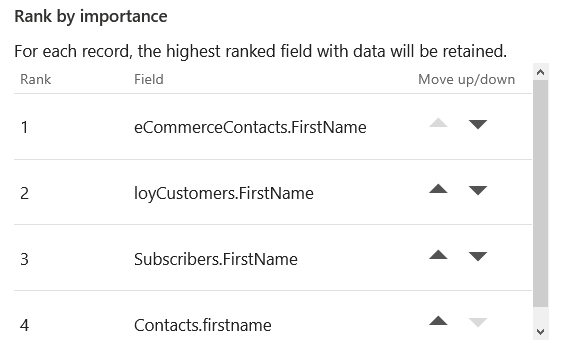 Rank by importance
For each record, the highest ranked field with data will be retained.
Rank Field Move up/down
1 eCommerceContacts.FirstName
2 loyCustomers.FirstName
3 Subscribers.FirstName
4 Contacts.firstname